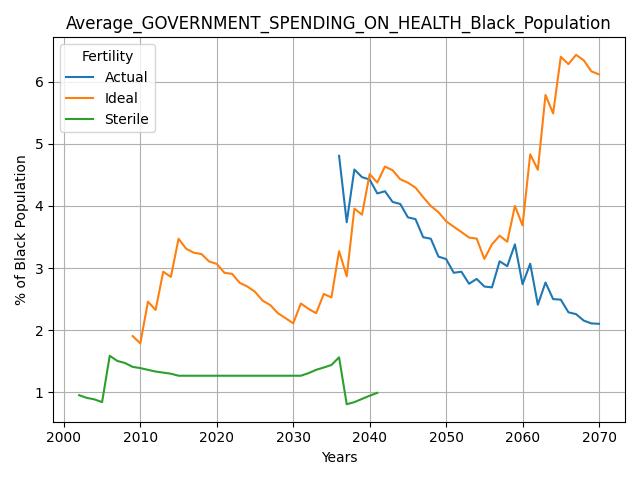 Average_GOVERNMENT_SPENDING_ON_HEALTH_Black_Population
Fertility
Actual
Ideal
Sterile
% of Black Population
6
5
4
3
2
1
2000 2010 2020 2030 2040 2050 2060 2070
Years